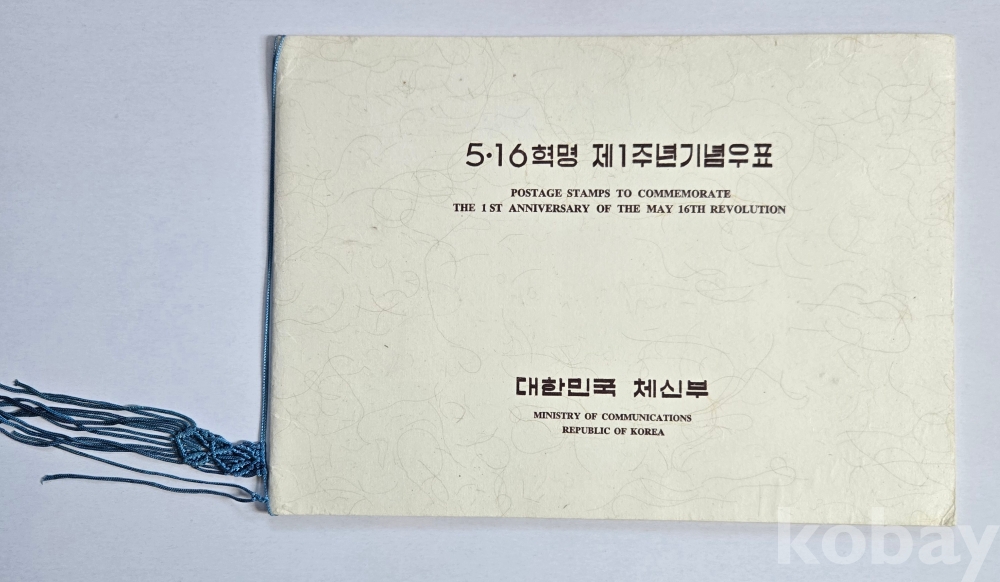 5·16혁명 제1주년기념우표
POSTAGE STAMPS TO COMMEMORATE
THE 1 ST ANNIVERSARY OF THE MAY 16TH REVOLUTION
대한민국 체신부
MINISTRY OF COMMUNICATIONS
REPUBLIC OF KOREA
kobay